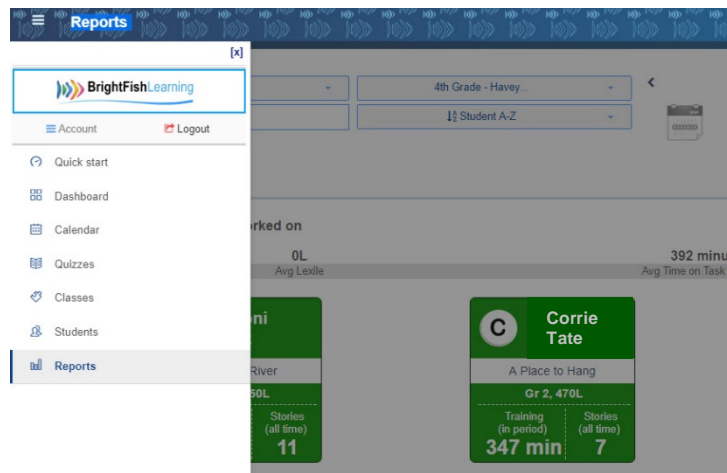 Reports
[x]
BrightFishLearning
Account
Logout
Quick start
Dashboard
Calendar
Quizzes
Classes
Students
Reports
4th Grade - Havey...
Student A-Z
rked on
0L
Avg Lexile
392 minu
Avg Time on Task
ni
River
50L
Stories
(all time)
11
C
Corrie
Tate
A Place to Hang
Gr 2, 470L
Training
(in period)
347 min
Stories
(all time)
7